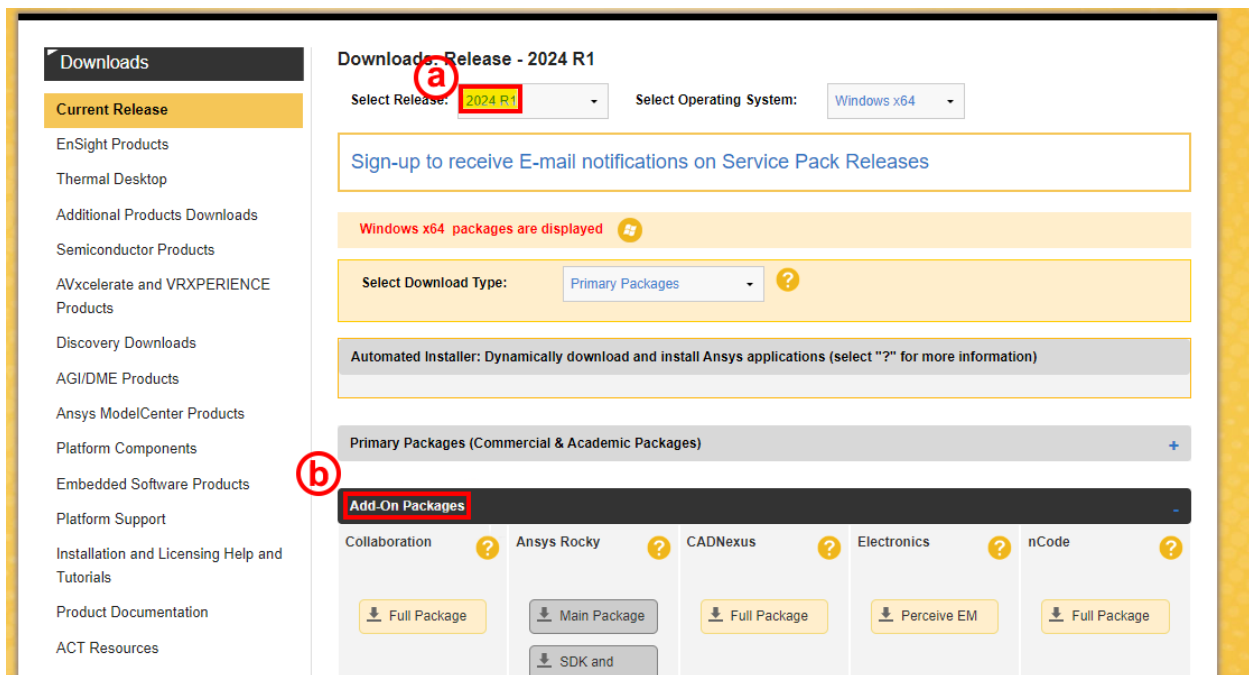 Downloads
Current Release
EnSight Products
Thermal Desktop
Additional Products Downloads
Semiconductor Products
AVxcelerate and VRXPERIENCE
Products
Discovery Downloads
AGI/DME Products
Ansys ModelCenter Products
Platform Components
Embedded Software Products
Platform Support
Installation and Licensing Help and
Tutorials
Product Documentation
ACT Resources
Downloads: Release - 2024 R1
a
Select Release: 2024 R1 Select Operating System: Windows x64
Sign-up to receive E-mail notifications on Service Pack Releases
Windows x64 packages are displayed
Select Download Type: Primary Packages ?
Automated Installer: Dynamically download and install Ansys applications (select "?" for more information)
Primary Packages (Commercial & Academic Packages) +
b
Add-On Packages -
Collaboration ? Ansys Rocky ? CADNexus ? Electronics ? nCode ?
Full Package Main Package Full Package Perceive EM Full Package
SDK and